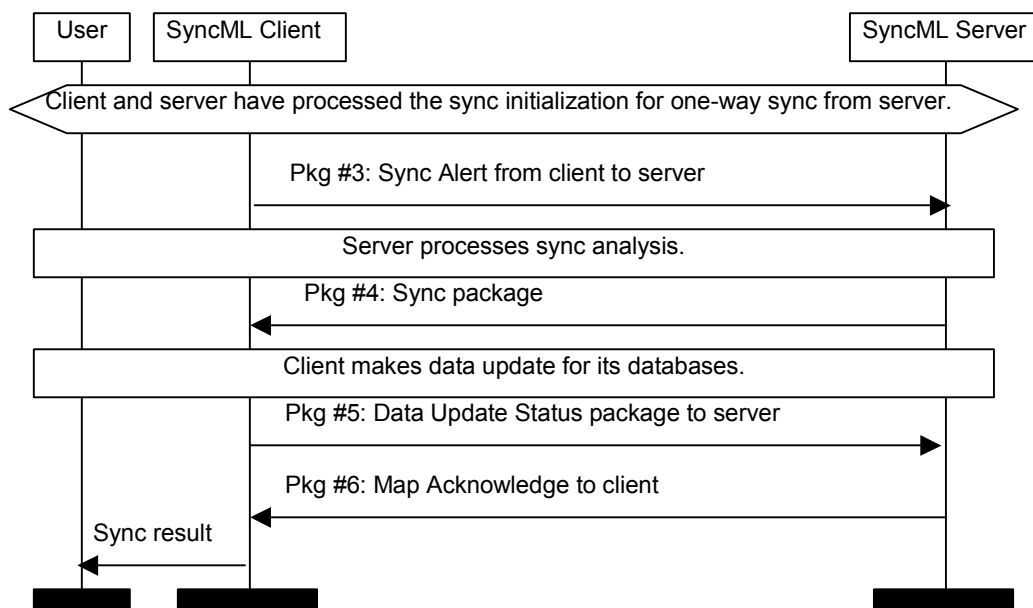 User
SyncML Client
SyncML Server
Client and server have processed the sync initialization for one-way sync from server.
Pkg #3: Sync Alert from client to server
Server processes sync analysis.
Pkg #4: Sync package
Client makes data update for its databases.
Pkg #5: Data Update Status package to server
Pkg #6: Map Acknowledge to client
Sync result